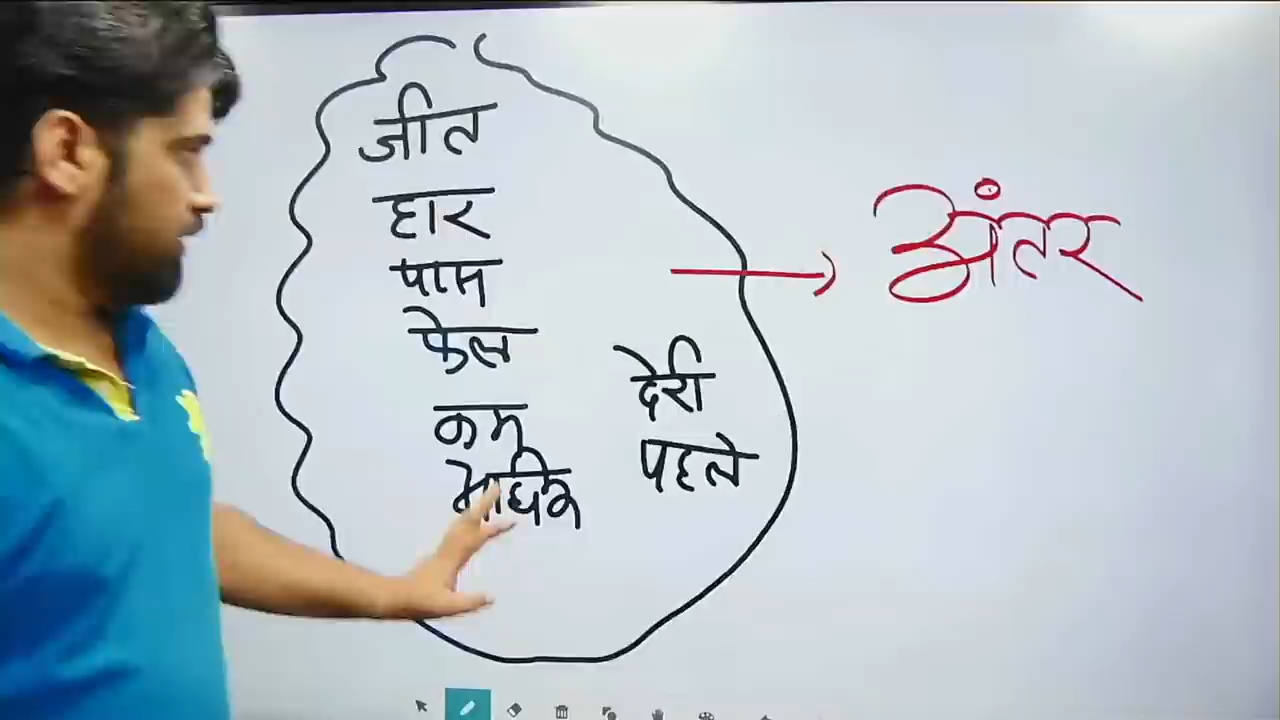 जीत
हार
पास
फेल
कम
अधिक
देरी
पहले
अंतर